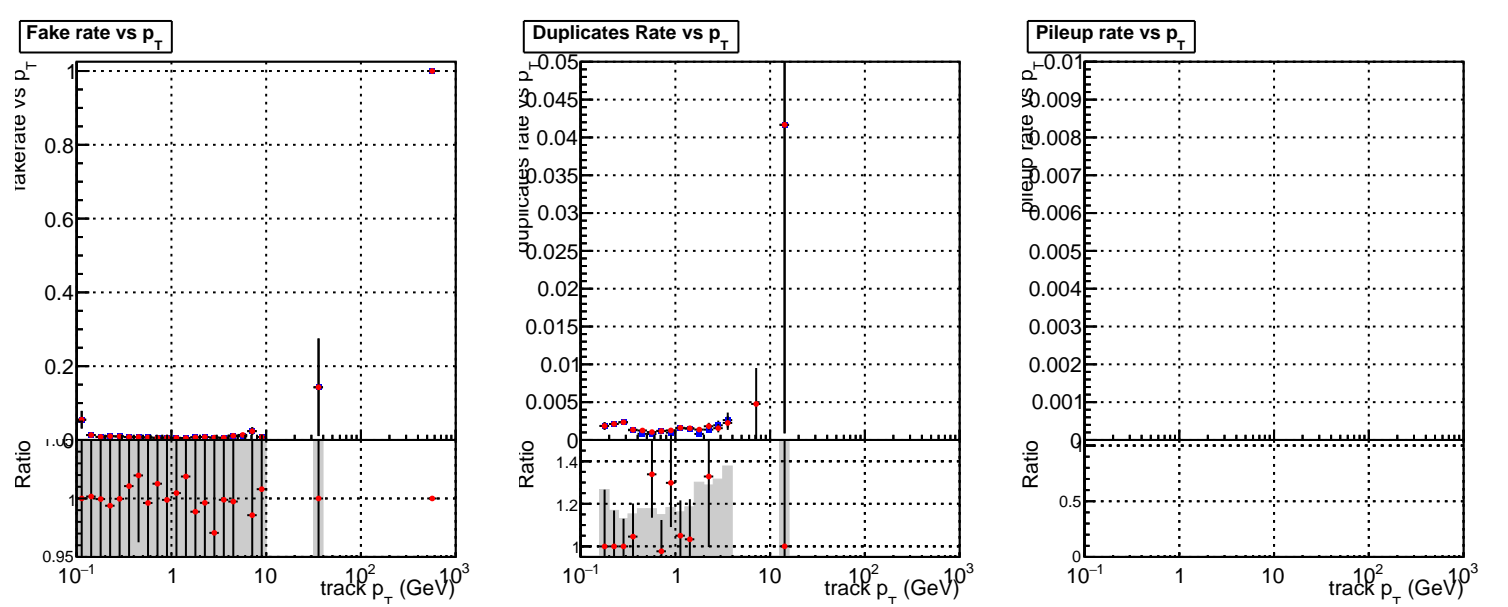 Fake rate vs p_T
fakerate vs p_T
1
0.8
0.6
0.4
0.2
0
Ratio
1.05
1
0.95
10^−1 1 10 10^2 10^3
track p_T (GeV)
Duplicates Rate vs p_T
duplicates rate vs p_T
0.05
0.045
0.04
0.035
0.03
0.025
0.02
0.015
0.01
0.005
0
Ratio
1.4
1.2
1
10^−1 1 10 10^2 10^3
track p_T (GeV)
Pileup rate vs p_T
pileup rate vs p_T
0.01
0.009
0.008
0.007
0.006
0.005
0.004
0.003
0.002
0.001
0
Ratio
1
0.5
0
10^−1 1 10 10^2 10^3
track p_T (GeV)